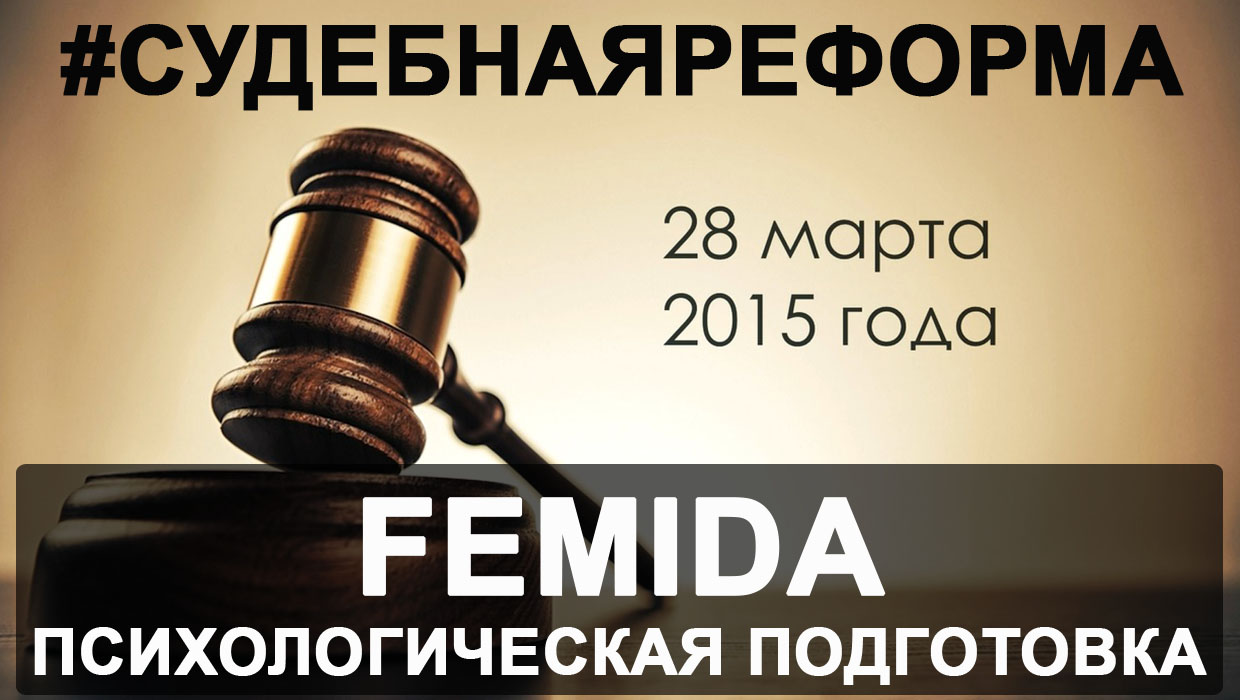 #СУДЕБНАЯРЕФОРМА
28 марта
2015 года
FEMIDA
ПСИХОЛОГИЧЕСКАЯ ПОДГОТОВКА